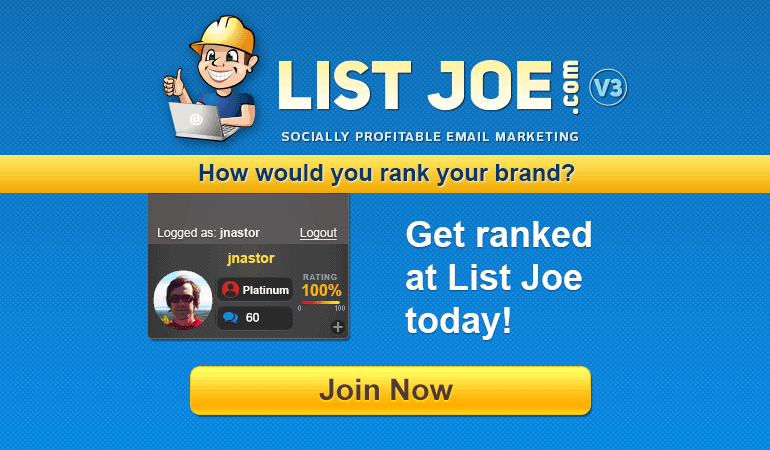 LIST JOE .com V3
SOCIALLY PROFITABLE EMAIL MARKETING
How would you rank your brand?
Logged as: jnastor Logout
jnastor
RATING
Platinum 100%
0 100
60
Get ranked
at List Joe
today!
Join Now